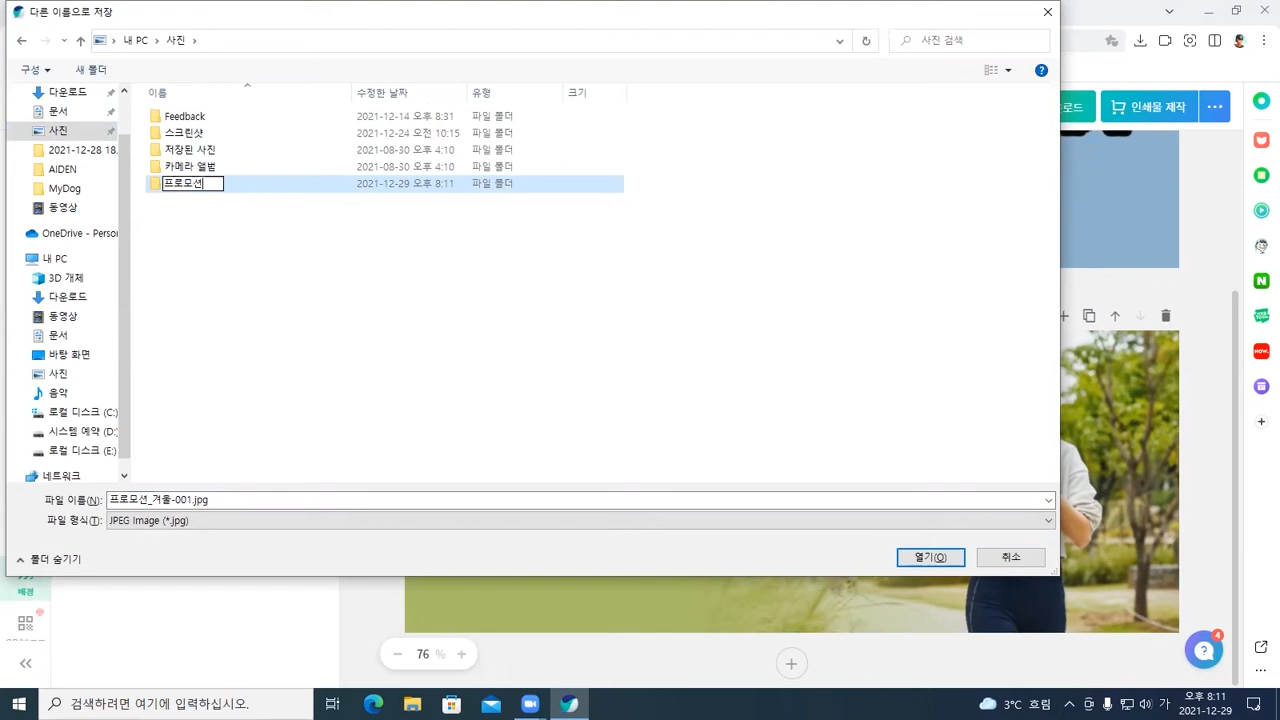 다른 이름으로 저장
내 PC 사진
사진 검색
구성 새 폴더
이름 수정한 날짜 유형 크기
다운로드
문서
사진
2021-12-28 18.
AIDEN
MyDog
동영상
OneDrive - Persor
내 PC
3D 개체
다운로드
동영상
문서
바탕 화면
사진
음악
로컬 디스크 (C:)
시스템 예약 (D:)
로컬 디스크 (E:)
네트워크
Feedback 2021-12-14 오후 8:31 파일 폴더
스크린샷 2021-12-24 오전 10:15 파일 폴더
저장된 사진 2021-08-30 오후 4:10 파일 폴더
카메라 앨범 2021-08-30 오후 4:10 파일 폴더
프로모션 2021-12-29 오후 8:11 파일 폴더
파일 이름(N): 프로모션_겨울-001.jpg
파일 형식(T): JPEG Image (*.jpg)
폴더 숨기기
열기(O) 취소
로드 인쇄물 제작
N
NOW.
배경
76 %
4
검색하려면 여기에 입력하십시오.
3°C 흐림
가
오후 8:11
2021-12-29